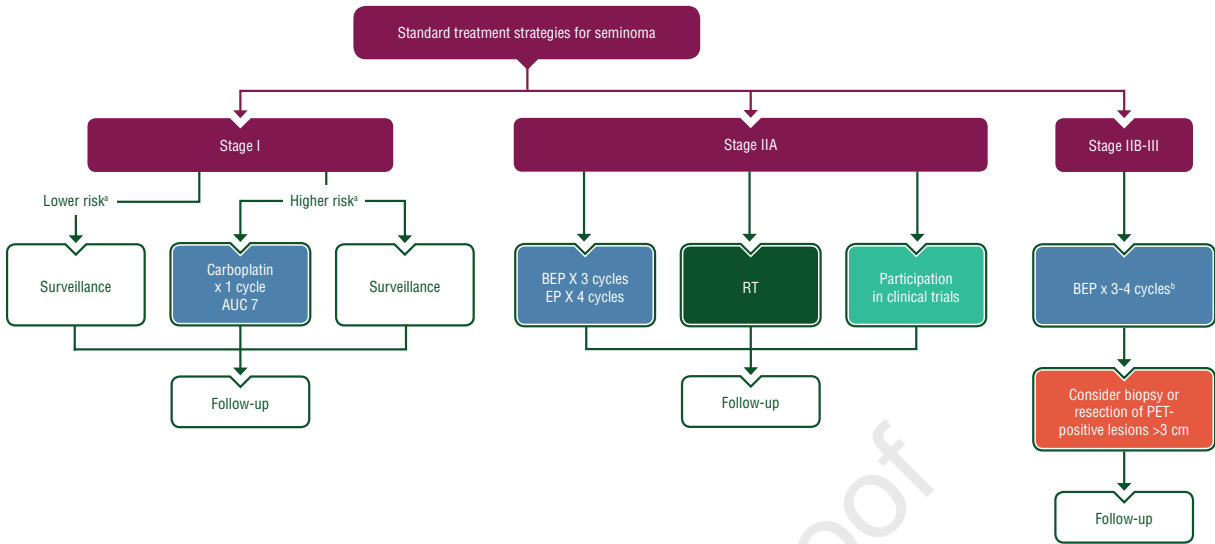 Standard treatment strategies for seminoma
Stage I
Stage IIA
Stage IIB-III
Lower riskª
Higher riskª
Surveillance
Carboplatin
x 1 cycle
AUC 7
Surveillance
BEP X 3 cycles
EP X 4 cycles
RT
Participation
in clinical trials
BEP x 3-4 cyclesᵇ
Follow-up
Follow-up
Consider biopsy or
resection of PET-
positive lesions >3 cm
Follow-up
oof